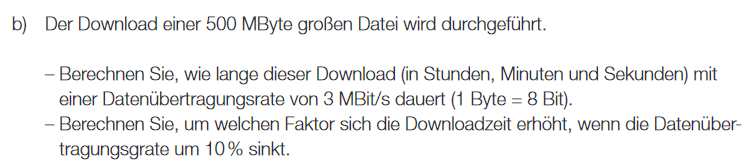 b) Der Download einer 500 MByte großen Datei wird durchgeführt.
– Berechnen Sie, wie lange dieser Download (in Stunden, Minuten und Sekunden) mit
einer Datenübertragungsrate von 3 MBit/s dauert (1 Byte = 8 Bit).
– Berechnen Sie, um welchen Faktor sich die Downloadzeit erhöht, wenn die Datenüber-
tragungsgrate um 10 % sinkt.